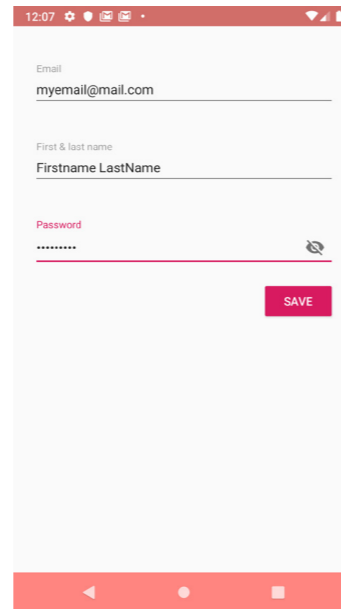 12:07
Email
myemail@mail.com
First & last name
Firstname LastName
Password
•••••••••
SAVE